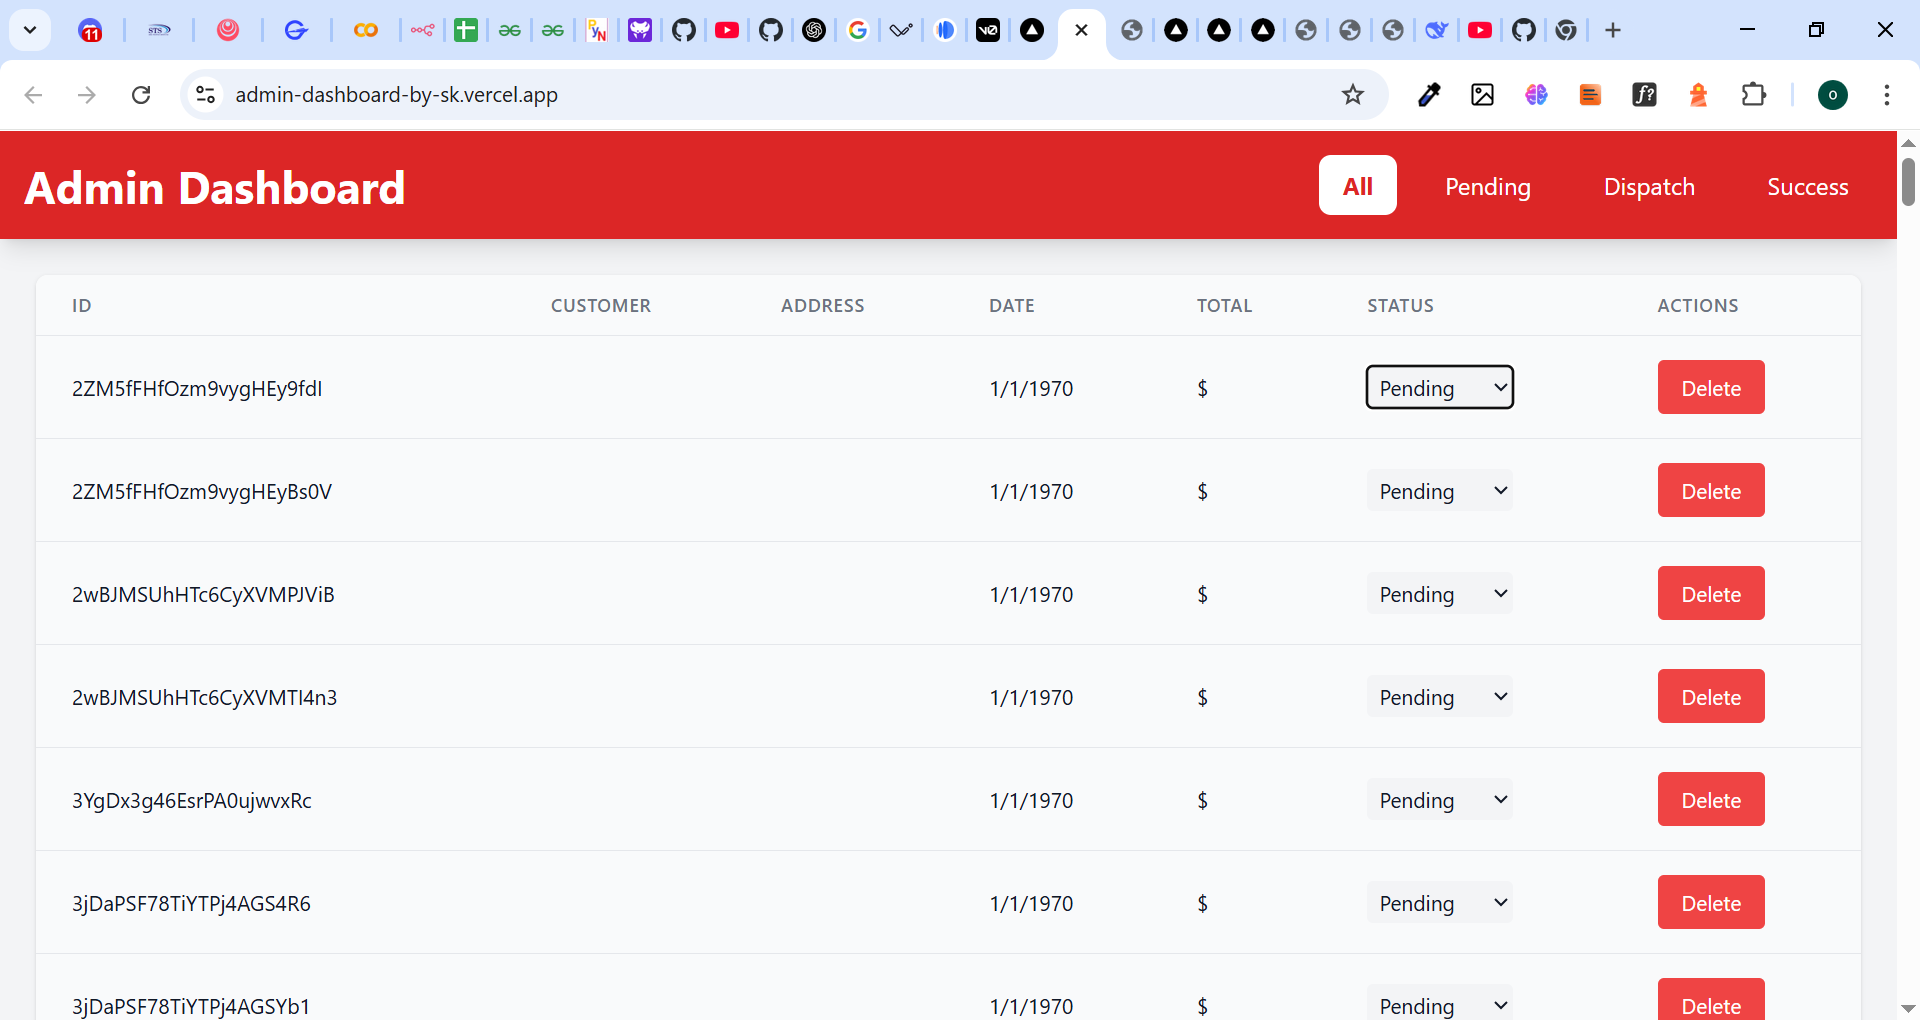 11 STS
admin-dashboard-by-sk.vercel.app
Admin Dashboard All Pending Dispatch Success
ID CUSTOMER ADDRESS DATE TOTAL STATUS ACTIONS
2ZM5fFHfOzm9vygHEy9fdI 1/1/1970 $ Pending Delete
2ZM5fFHfOzm9vygHEyBs0V 1/1/1970 $ Pending Delete
2wBJMSUhHTc6CyXVMPJViB 1/1/1970 $ Pending Delete
2wBJMSUhHTc6CyXVMTI4n3 1/1/1970 $ Pending Delete
3YgDx3g46EsrPA0ujwvxRc 1/1/1970 $ Pending Delete
3jDaPSF78TiYTPj4AGS4R6 1/1/1970 $ Pending Delete
3jDaPSF78TiYTPj4AGSYb1 1/1/1970 $ Pending Delete